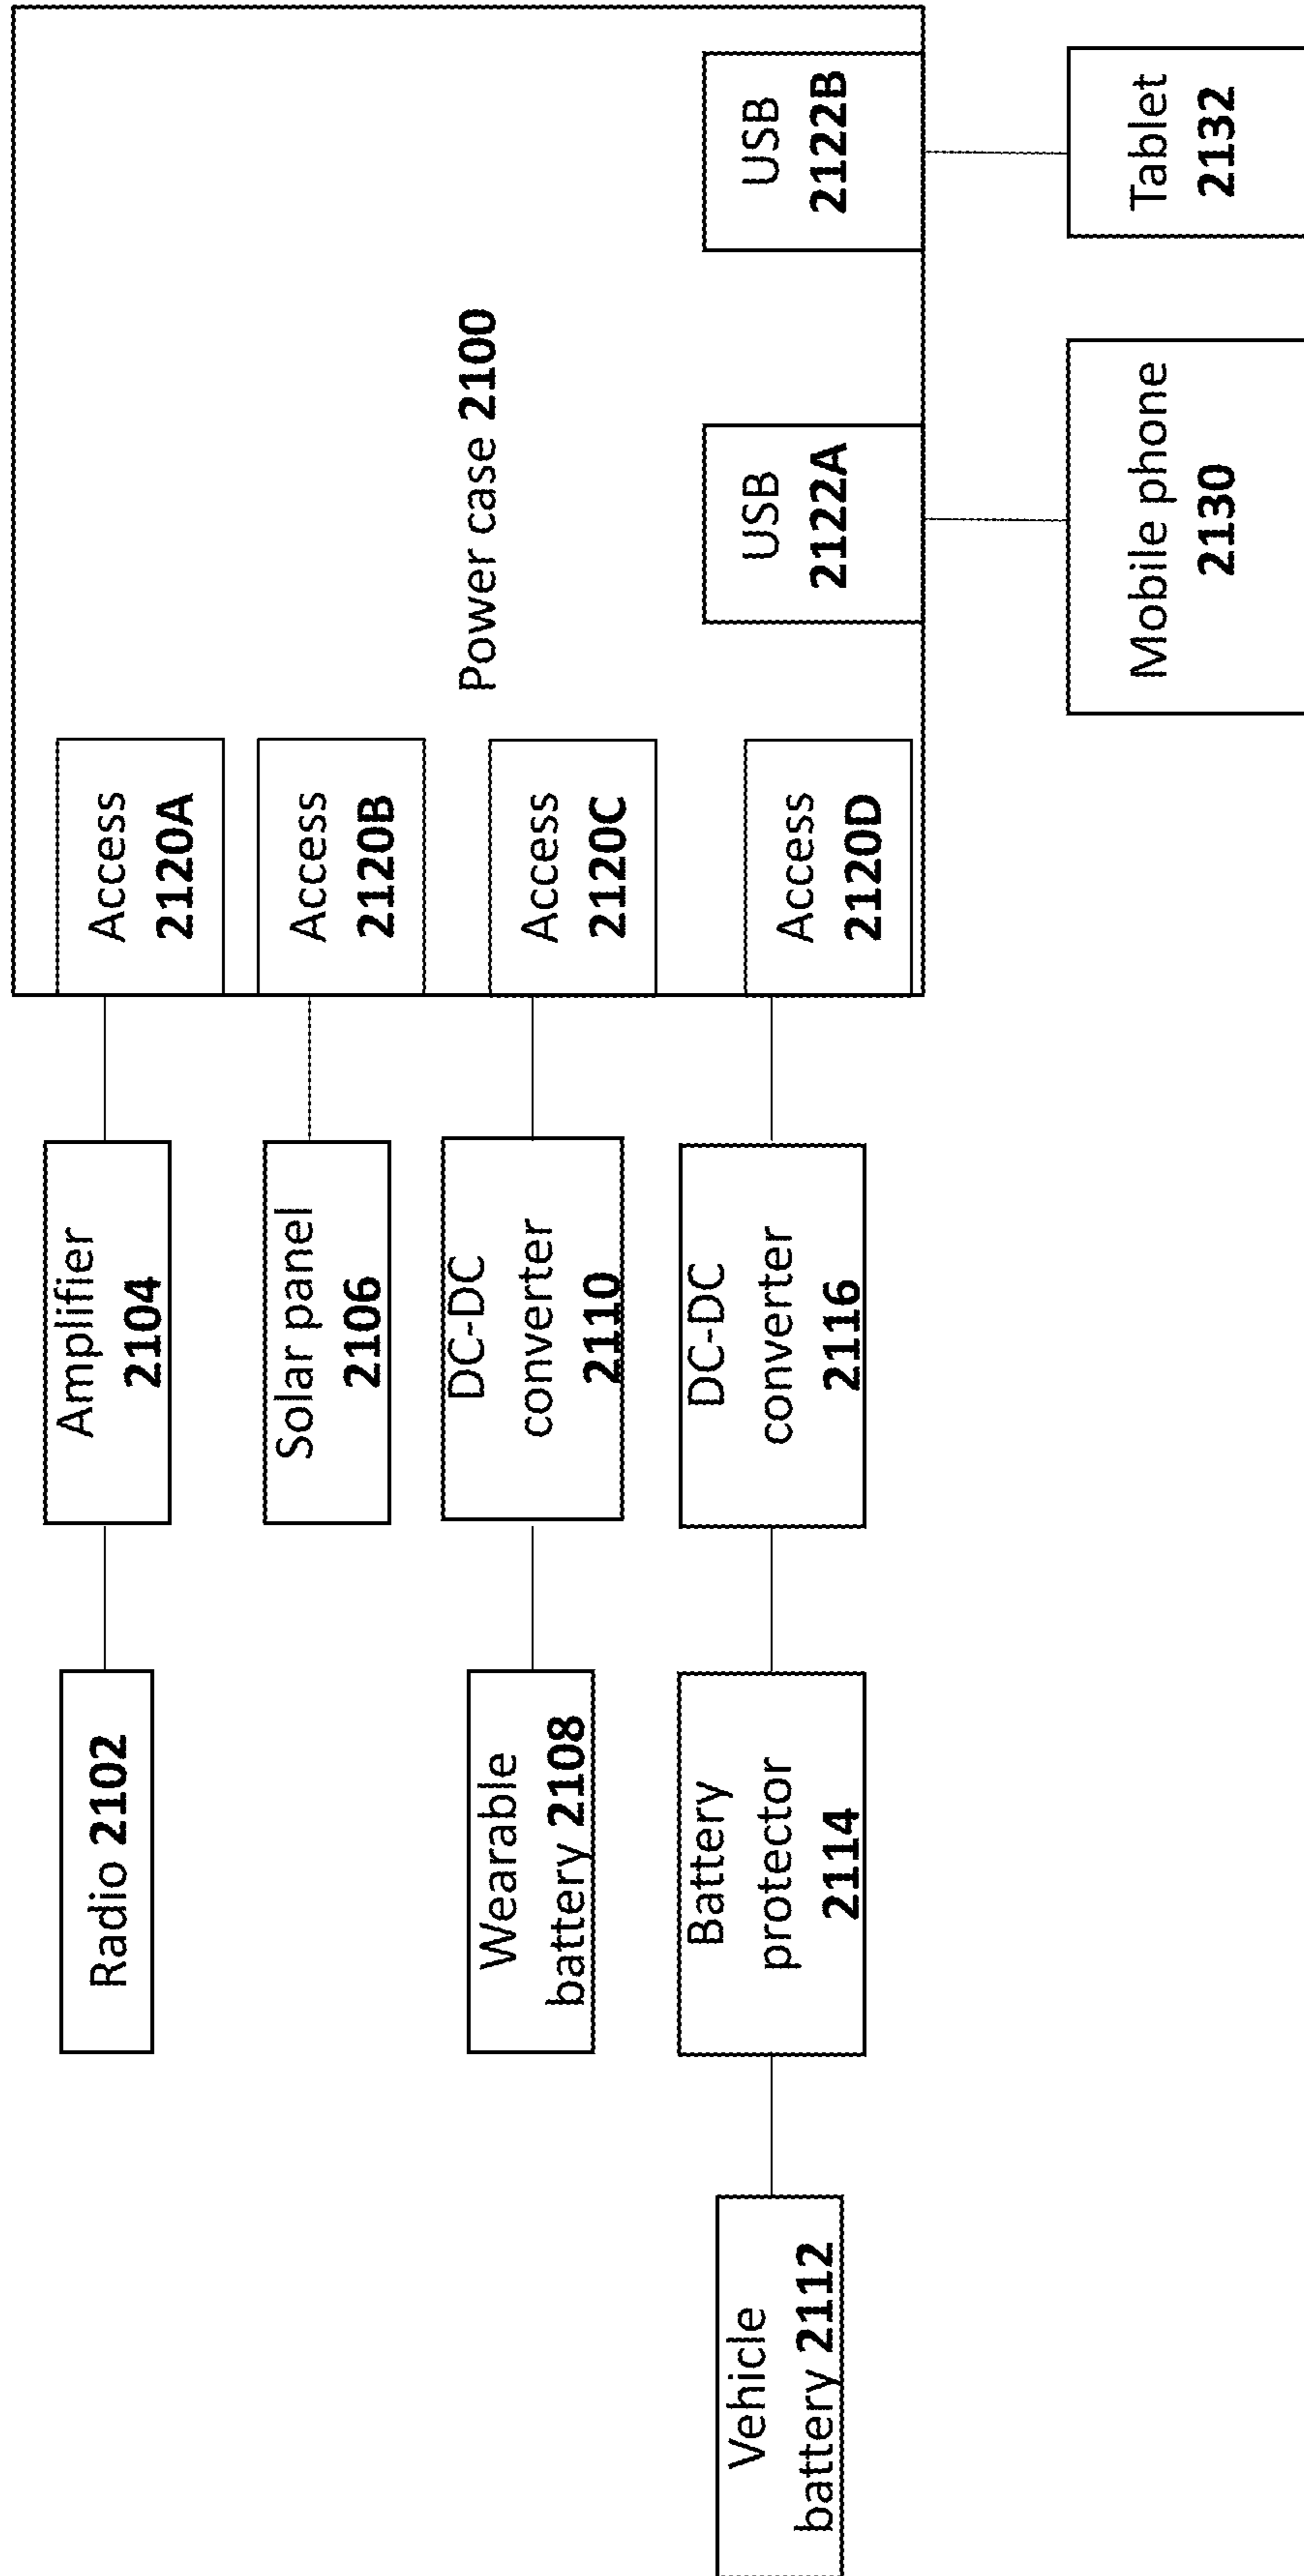 Radio 2102
Amplifier
2104
Access
2120A
Solar panel
2106
Access
2120B
Power case 2100
Wearable
battery 2108
DC-DC
converter
2110
Access
2120C
Vehicle
battery 2112
Battery
protector
2114
DC-DC
converter
2116
Access
2120D
USB
2122A
USB
2122B
Mobile phone
2130
Tablet
2132